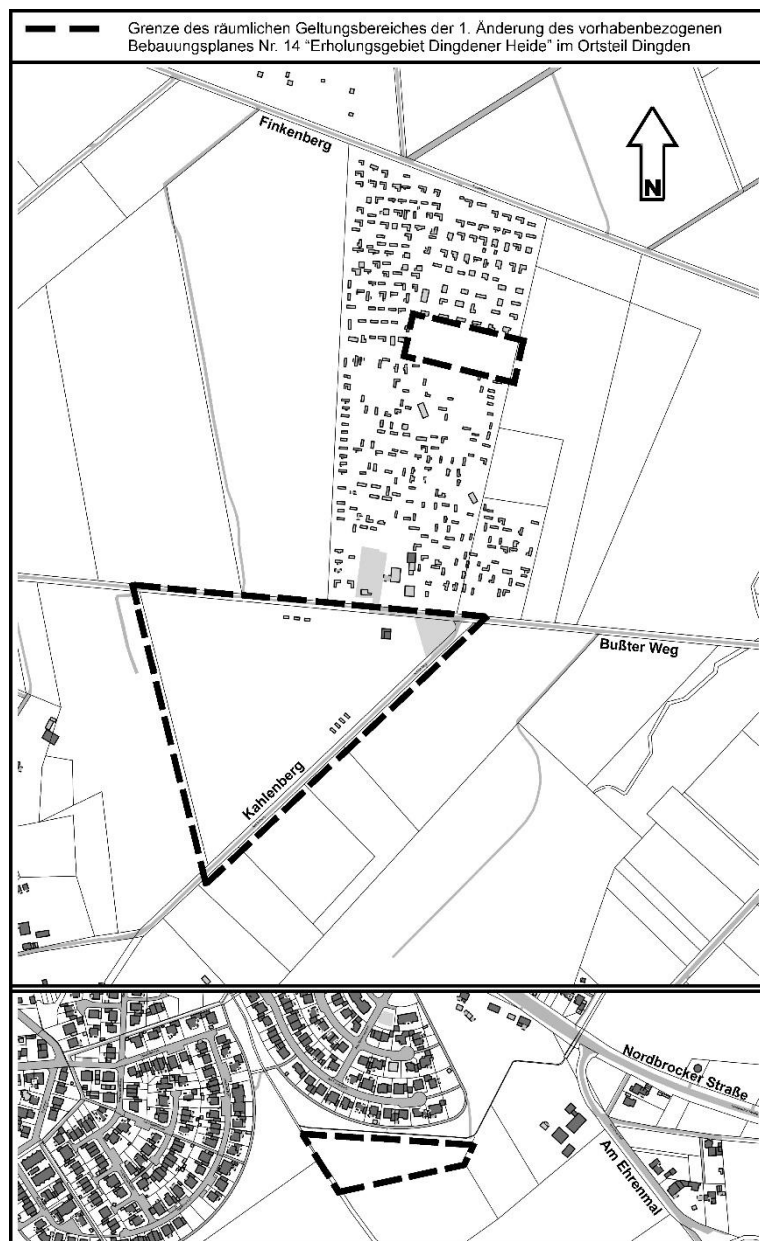 Grenze des räumlichen Geltungsbereiches der 1. Änderung des vorhabenbezogenen
Bebauungsplanes Nr. 14 "Erholungsgebiet Dingdener Heide" im Ortsteil Dingden
Finkenberg
N
Bußter Weg
Kahlenberg
Nordbrocker Straße
Am Ehrenmal